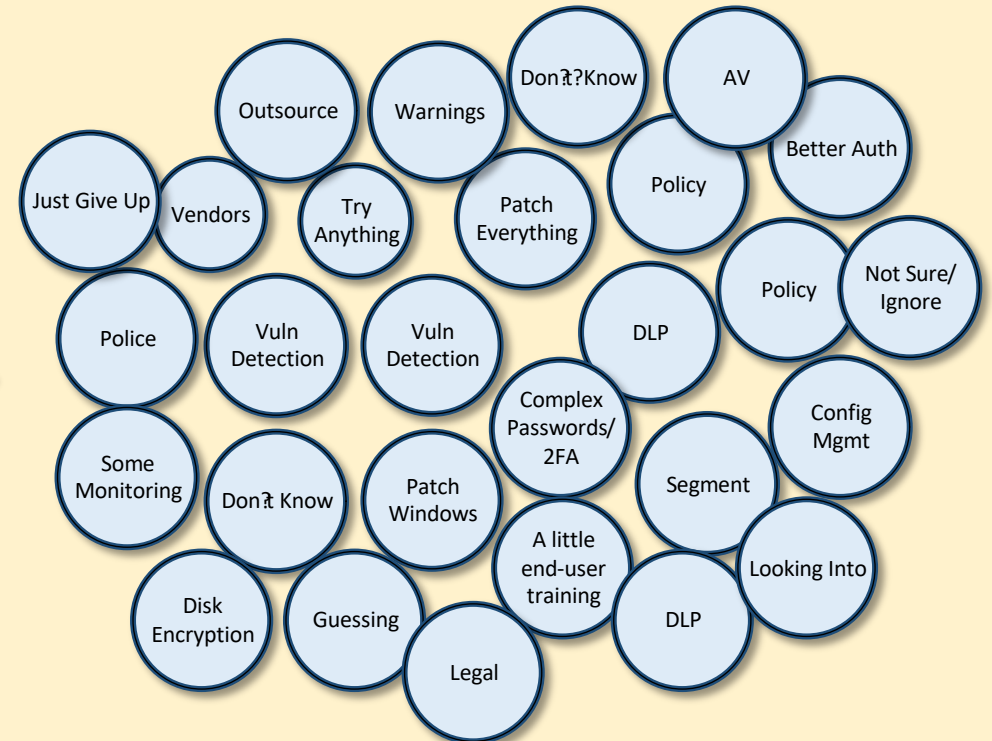 Don?t?Know
AV
Outsource
Warnings
Better Auth
Policy
Just Give Up
Vendors
Try
Anything
Patch
Everything
Not Sure/
Ignore
Policy
Police
Vuln
Detection
Vuln
Detection
DLP
Complex
Passwords/
2FA
Config
Mgmt
Some
Monitoring
Don?t Know
Patch
Windows
Segment
A little
end-user
training
Looking Into
Disk
Encryption
Guessing
DLP
Legal